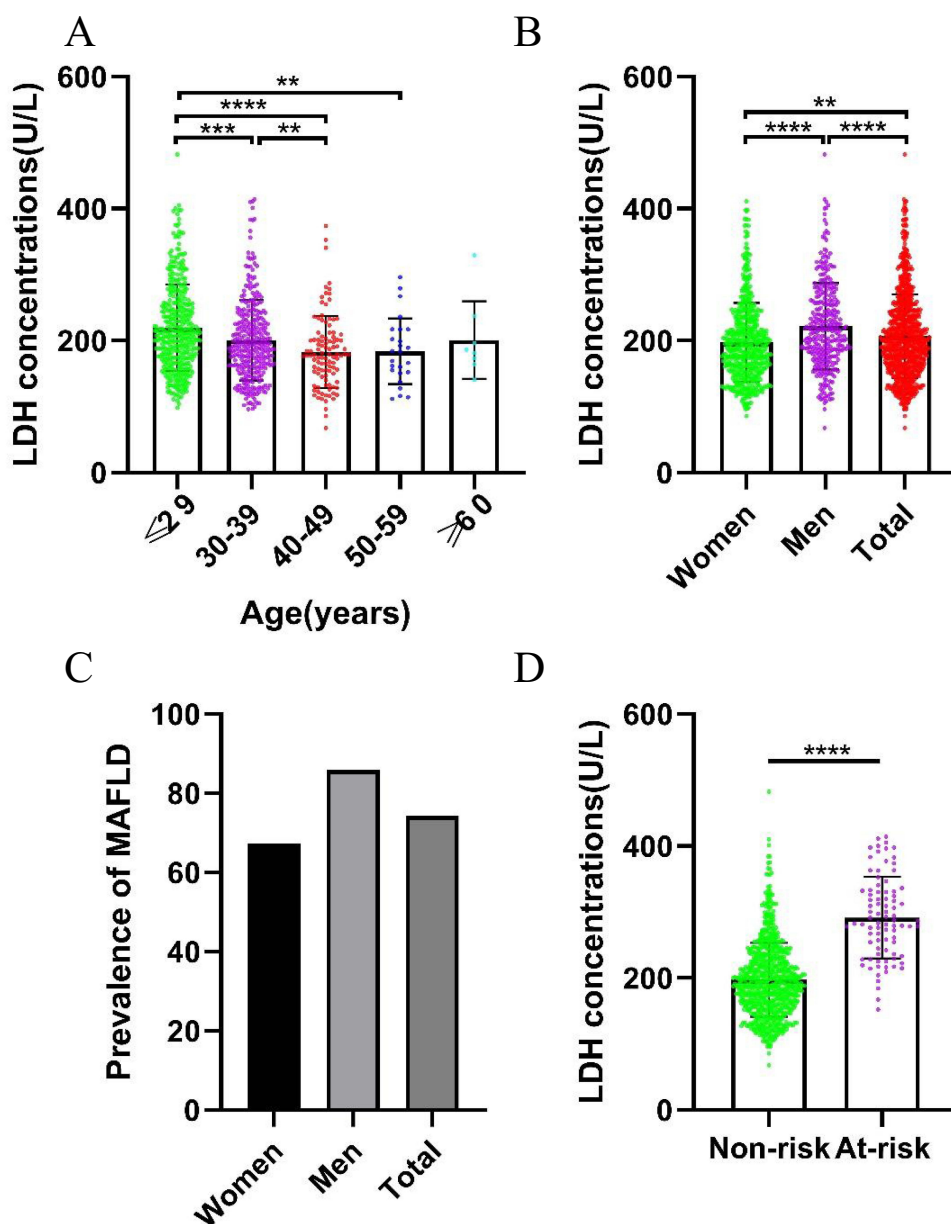 A
LDH concentrations(U/L)
600
400
200
0
**
****
*** **
≤29
30-39
40-49
50-59
≥60
Age(years)
B
LDH concentrations(U/L)
600
400
200
0
**
**** ****
Women
Men
Total
C
Prevalence of MAFLD
100
80
60
40
20
0
Women
Men
Total
D
LDH concentrations(U/L)
600
400
200
0
****
Non-risk At-risk